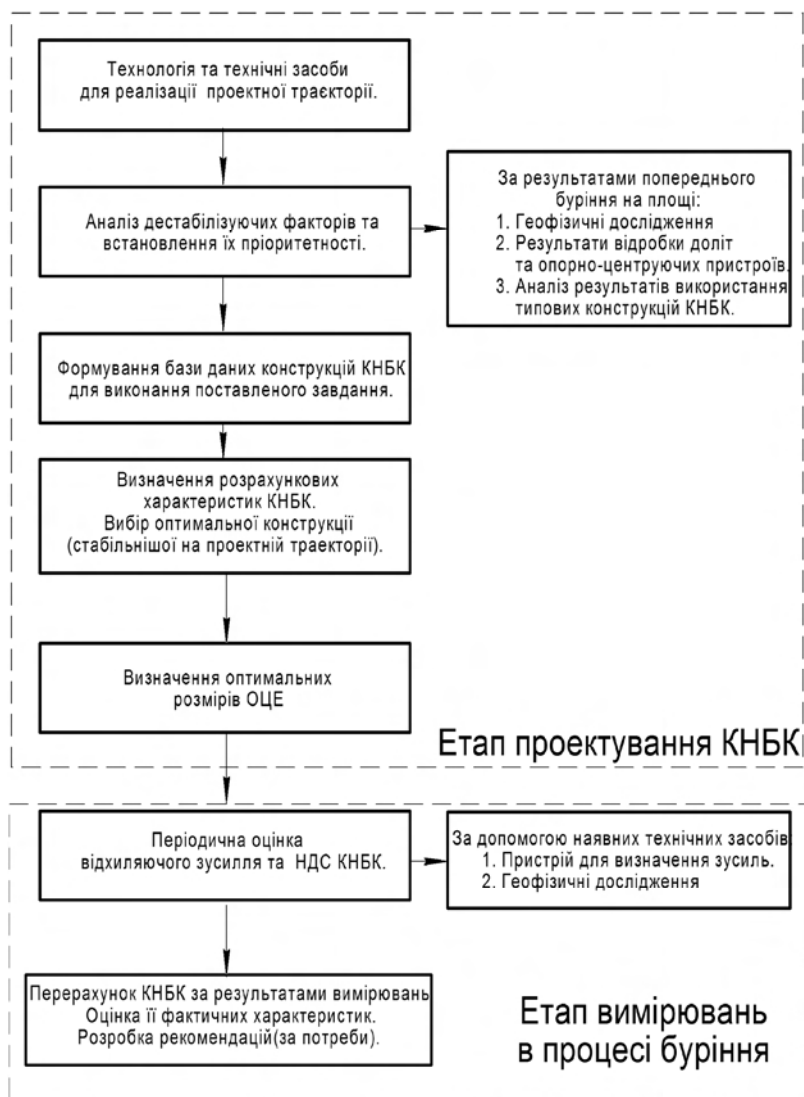 Технологія та технічні засоби
для реалізації проектної траєкторії.
Аналіз дестабілізуючих факторів та
встановлення їх пріоритетності.
За результатами попереднього
буріння на площі:
1. Геофізичні дослідження
2. Результати відробки доліт
та опорно-центруючих пристроїв.
3. Аналіз результатів використання
типових конструкцій КНБК.
Формування бази даних конструкцій КНБК
для виконання поставленого завдання.
Визначення розрахункових
характеристик КНБК.
Вибір оптимальної конструкції
(стабільнішої на проектній траекторії).
Визначення оптимальних
розмірів ОЦЕ
Етап проектування КНБК
Періодична оцінка
відхиляючого зусилля та НДС КНБК.
За допомогою наявних технічних засобів
1. Пристрій для визначення зусиль.
2. Геофізичні дослідження
Перерахунок КНБК за результатами вимірювань
Оцінка її фактичних характеристик.
Розробка рекомендацій(за потреби).
Етап вимірювань
в процесі буріння